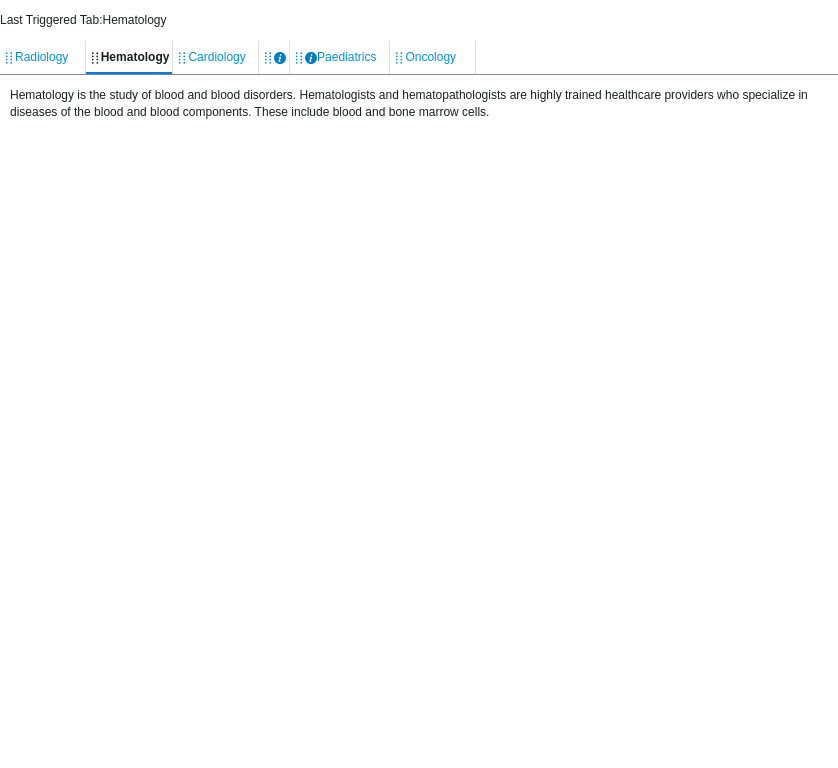 Last Triggered Tab:Hematology
Radiology Hematology Cardiology i i Paediatrics Oncology
Hematology is the study of blood and blood disorders. Hematologists and hematopathologists are highly trained healthcare providers who specialize in
diseases of the blood and blood components. These include blood and bone marrow cells.